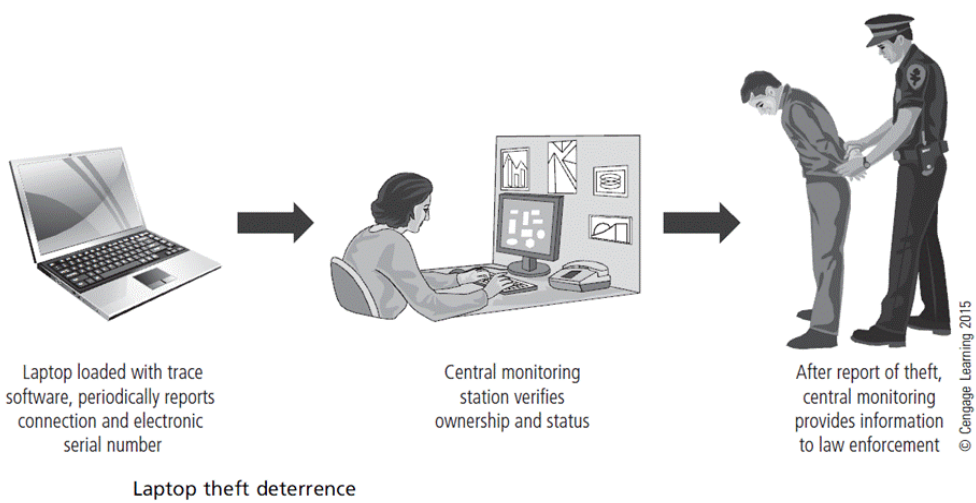 Laptop loaded with trace
software, periodically reports
connection and electronic
serial number
Central monitoring
station verifies
ownership and status
After report of theft,
central monitoring
provides information
to law enforcement
© Cengage Learning 2015
Laptop theft deterrence